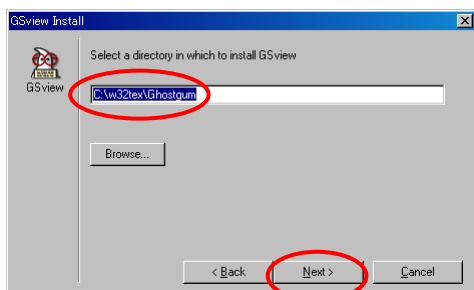 GSview Install
Select a directory in which to install GSview
GSview
C:\w32tex\Ghostgum
Browse...
< Back
Next >
Cancel